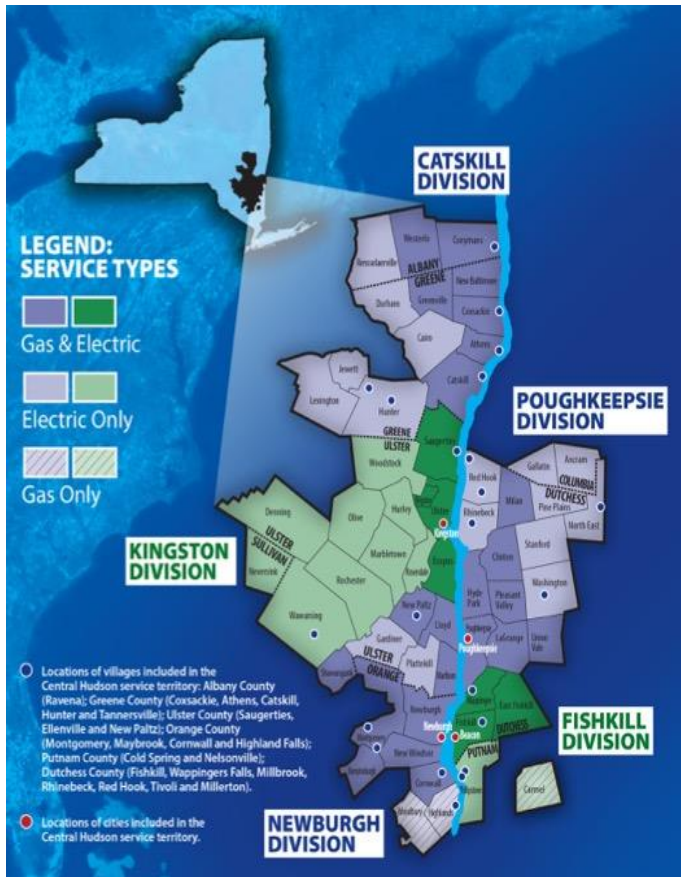 CATSKILL
DIVISION
LEGEND:
SERVICE TYPES
Gas & Electric
Electric Only
Gas Only
POUGHKEEPSIE
DIVISION
KINGSTON
DIVISION
FISHKILL
DIVISION
NEWBURGH
DIVISION
Westerlo
Coeymans
Rensselaerville
ALBANY
GREENE
New Baltimore
Durham
Greenville
Coxsackie
Cairo
Athens
Catskill
Jewett
Lexington
Hunter
GREENE
ULSTER
Saugerties
Woodstock
Red Hook
Gallatin
Ancram
COLUMBIA
DUTCHESS
Milan
Pine Plains
North East
Rhinebeck
Denning
Olive
Hurley
Ulster
Kingston
ULSTER
SULLIVAN
Neversink
Marbletown
Rosendale
Esopus
Rochester
Clinton
Stanford
Washington
Wawarsing
New Paltz
Lloyd
Hyde
Park
Pleasant
Valley
Gardiner
Poughkeepsie
LaGrange
Union
Vale
ULSTER
ORANGE
Plattekill
Marlboro
Shawangunk
Newburgh
Wappinger
East Fishkill
Fishkill
DUTCHESS
Newburgh
Beacon
Montgomery
New Windsor
PUTNAM
Cornwall
Philipstown
Carmel
Woodbury
Highlands
Locations of villages included in the
Central Hudson service territory: Albany County
(Ravena); Greene County (Coxsackie, Athens, Catskill,
Hunter and Tannersville); Ulster County (Saugerties,
Ellenville and New Paltz); Orange County
(Montgomery, Maybrook, Cornwall and Highland Falls);
Putnam County (Cold Spring and Nelsonville);
Dutchess County (Fishkill, Wappingers Falls, Millbrook,
Rhinebeck, Red Hook, Tivoli and Millerton).
Locations of cities included in the
Central Hudson service territory.